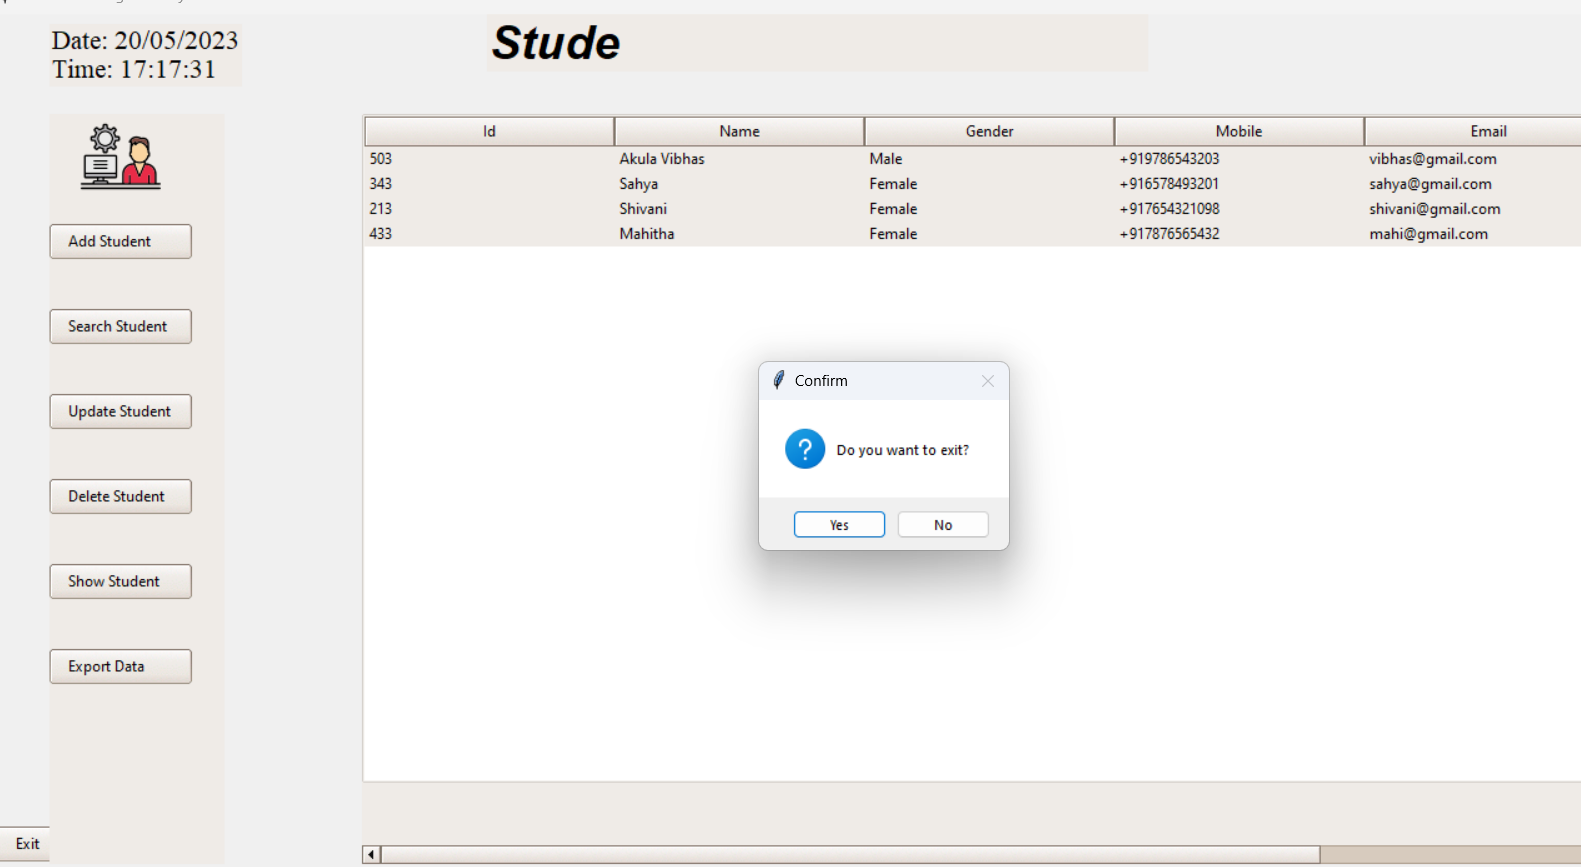 Date: 20/05/2023
Time: 17:17:31
Stude
Id Name Gender Mobile Email
503 Akula Vibhas Male +919786543203 vibhas@gmail.com
343 Sahya Female +916578493201 sahya@gmail.com
213 Shivani Female +917654321098 shivani@gmail.com
433 Mahitha Female +917876565432 mahi@gmail.com
Add Student
Search Student
Update Student
Delete Student
Show Student
Export Data
Exit
Confirm
?
Do you want to exit?
Yes No